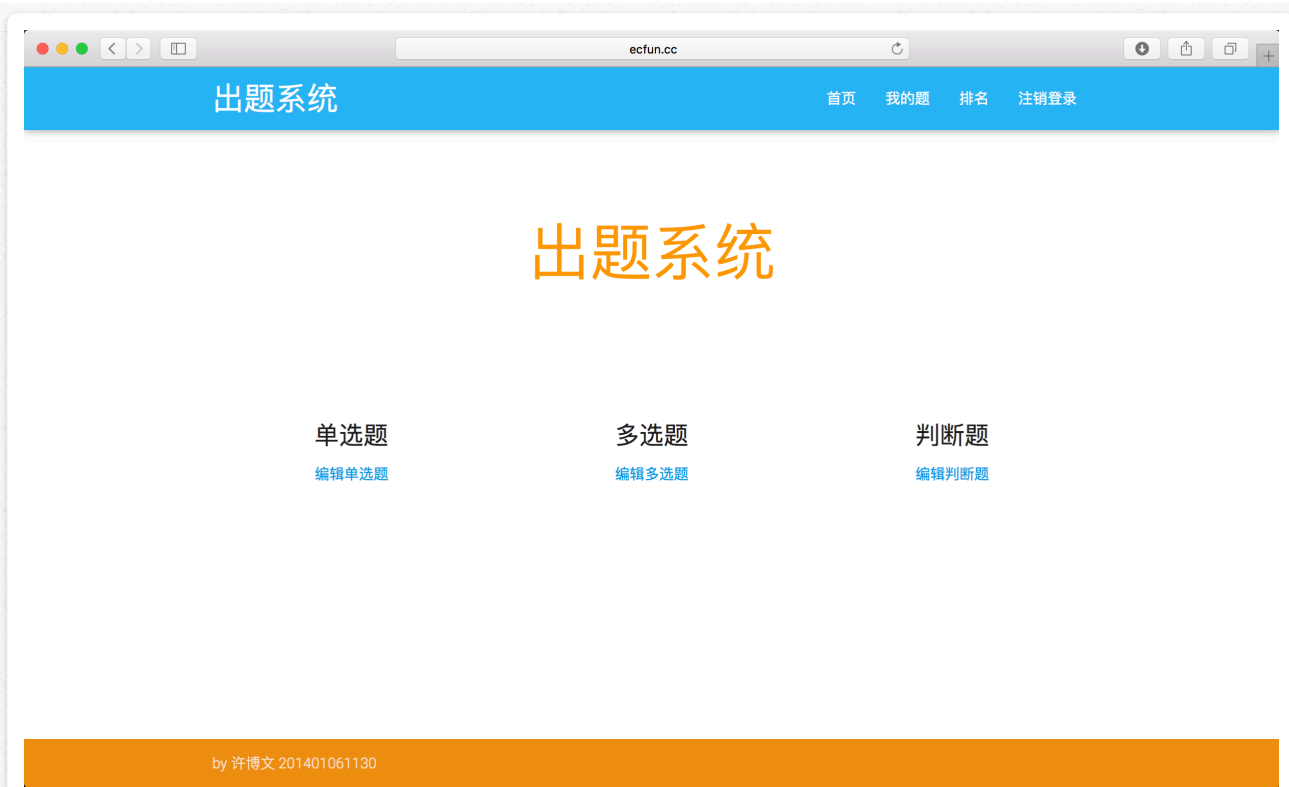 ecfun.cc
出题系统 首页 我的题 排名 注销登录
出题系统
单选题 多选题 判断题
编辑单选题 编辑多选题 编辑判断题
by 许博文 201401061130